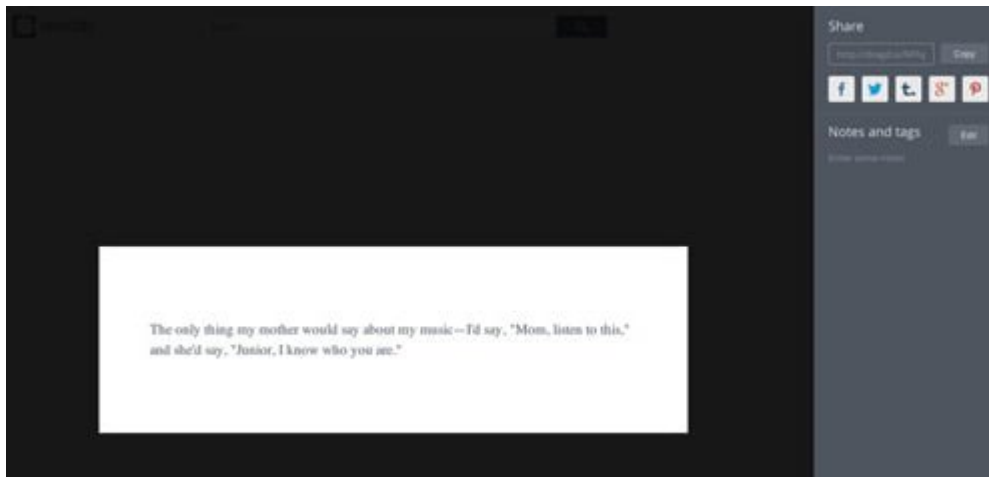 Share
Copy
f
t.
g+
Notes and tags
Edit
The only thing my mother would say about my music—I'd say, "Mom, listen to this,"
and she'd say, "Junior, I know who you are."